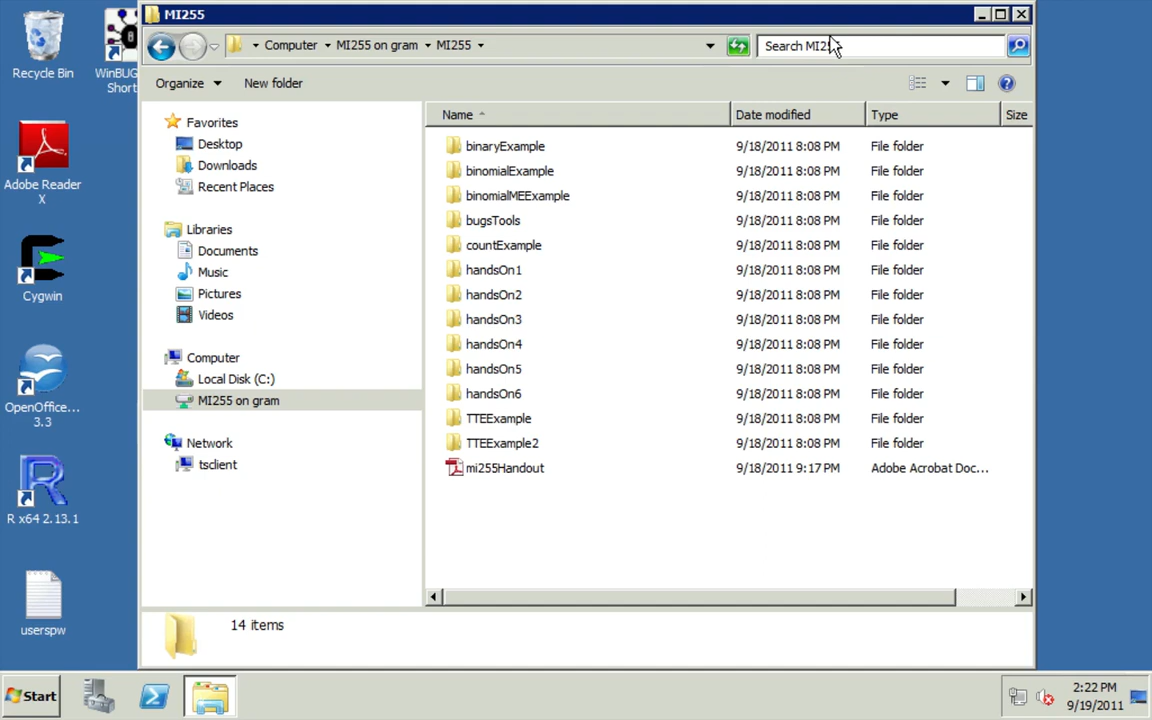 MI255
Computer MI255 on gram MI255
Search MI25
Organize New folder
Name Date modified Type Size
Favorites
Desktop
Downloads
Recent Places
Libraries
Documents
Music
Pictures
Videos
Computer
Local Disk (C:)
MI255 on gram
Network
tsclient
binaryExample 9/18/2011 8:08 PM File folder
binomialExample 9/18/2011 8:08 PM File folder
binomialMEExample 9/18/2011 8:08 PM File folder
bugsTools 9/18/2011 8:08 PM File folder
countExample 9/18/2011 8:08 PM File folder
handsOn1 9/18/2011 8:08 PM File folder
handsOn2 9/18/2011 8:08 PM File folder
handsOn3 9/18/2011 8:08 PM File folder
handsOn4 9/18/2011 8:08 PM File folder
handsOn5 9/18/2011 8:08 PM File folder
handsOn6 9/18/2011 8:08 PM File folder
TTEExample 9/18/2011 8:08 PM File folder
TTEExample2 9/18/2011 8:08 PM File folder
mi255Handout 9/18/2011 9:17 PM Adobe Acrobat Doc...
14 items
Recycle Bin
WinBUG
Short
Adobe Reader
X
Cygwin
OpenOffice...
3.3
R x64 2.13.1
userspw
Start
2:22 PM
9/19/2011